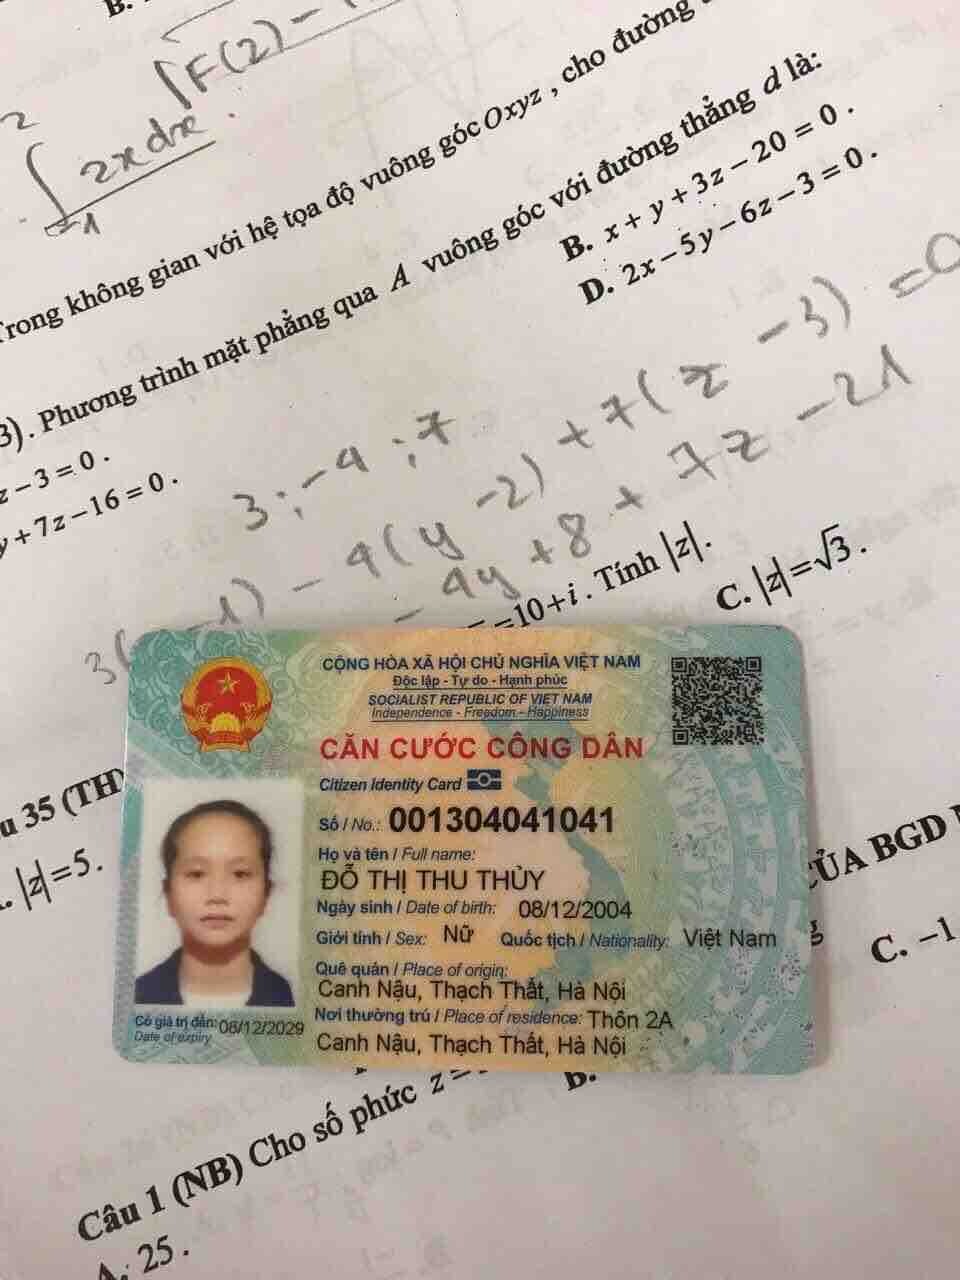 B.
√F(2) –
2
∫ 2x dx .
-1
Trong không gian với hệ tọa độ vuông góc Oxyz , cho đường
3) . Phương trình mặt phẳng qua A vuông góc với đường thẳng d là:
z – 3 = 0 .
B. x + y + 3z – 20 = 0 .
y + 7z – 16 = 0 .
D. 2x – 5y – 6z – 3 = 0 .
3 ; –4 ; 7
3( –1) – 4(y –2) + 7(z –3) = 0
– 4y + 8 + 7z – 21
= 10 + i . Tính |z|.
C. |z| = √3 .
CỘNG HÒA XÃ HỘI CHỦ NGHĨA VIỆT NAM
Độc lập - Tự do - Hạnh phúc
SOCIALIST REPUBLIC OF VIET NAM
Independence - Freedom - Happiness
CĂN CƯỚC CÔNG DÂN
Citizen Identity Card
Số / No.: 001304041041
Họ và tên / Full name:
ĐỖ THỊ THU THỦY
Ngày sinh / Date of birth: 08/12/2004
Giới tính / Sex: Nữ Quốc tịch / Nationality: Việt Nam
Quê quán / Place of origin:
Canh Nậu, Thạch Thất, Hà Nội
Nơi thường trú / Place of residence: Thôn 2A
Canh Nậu, Thạch Thất, Hà Nội
Có giá trị đến: 08/12/2029
Date of expiry
u 35 (TH)
|z| = 5 .
CỦA BGD
C. –1
B.
Câu 1 (NB) Cho số phức z =
A. 25 .